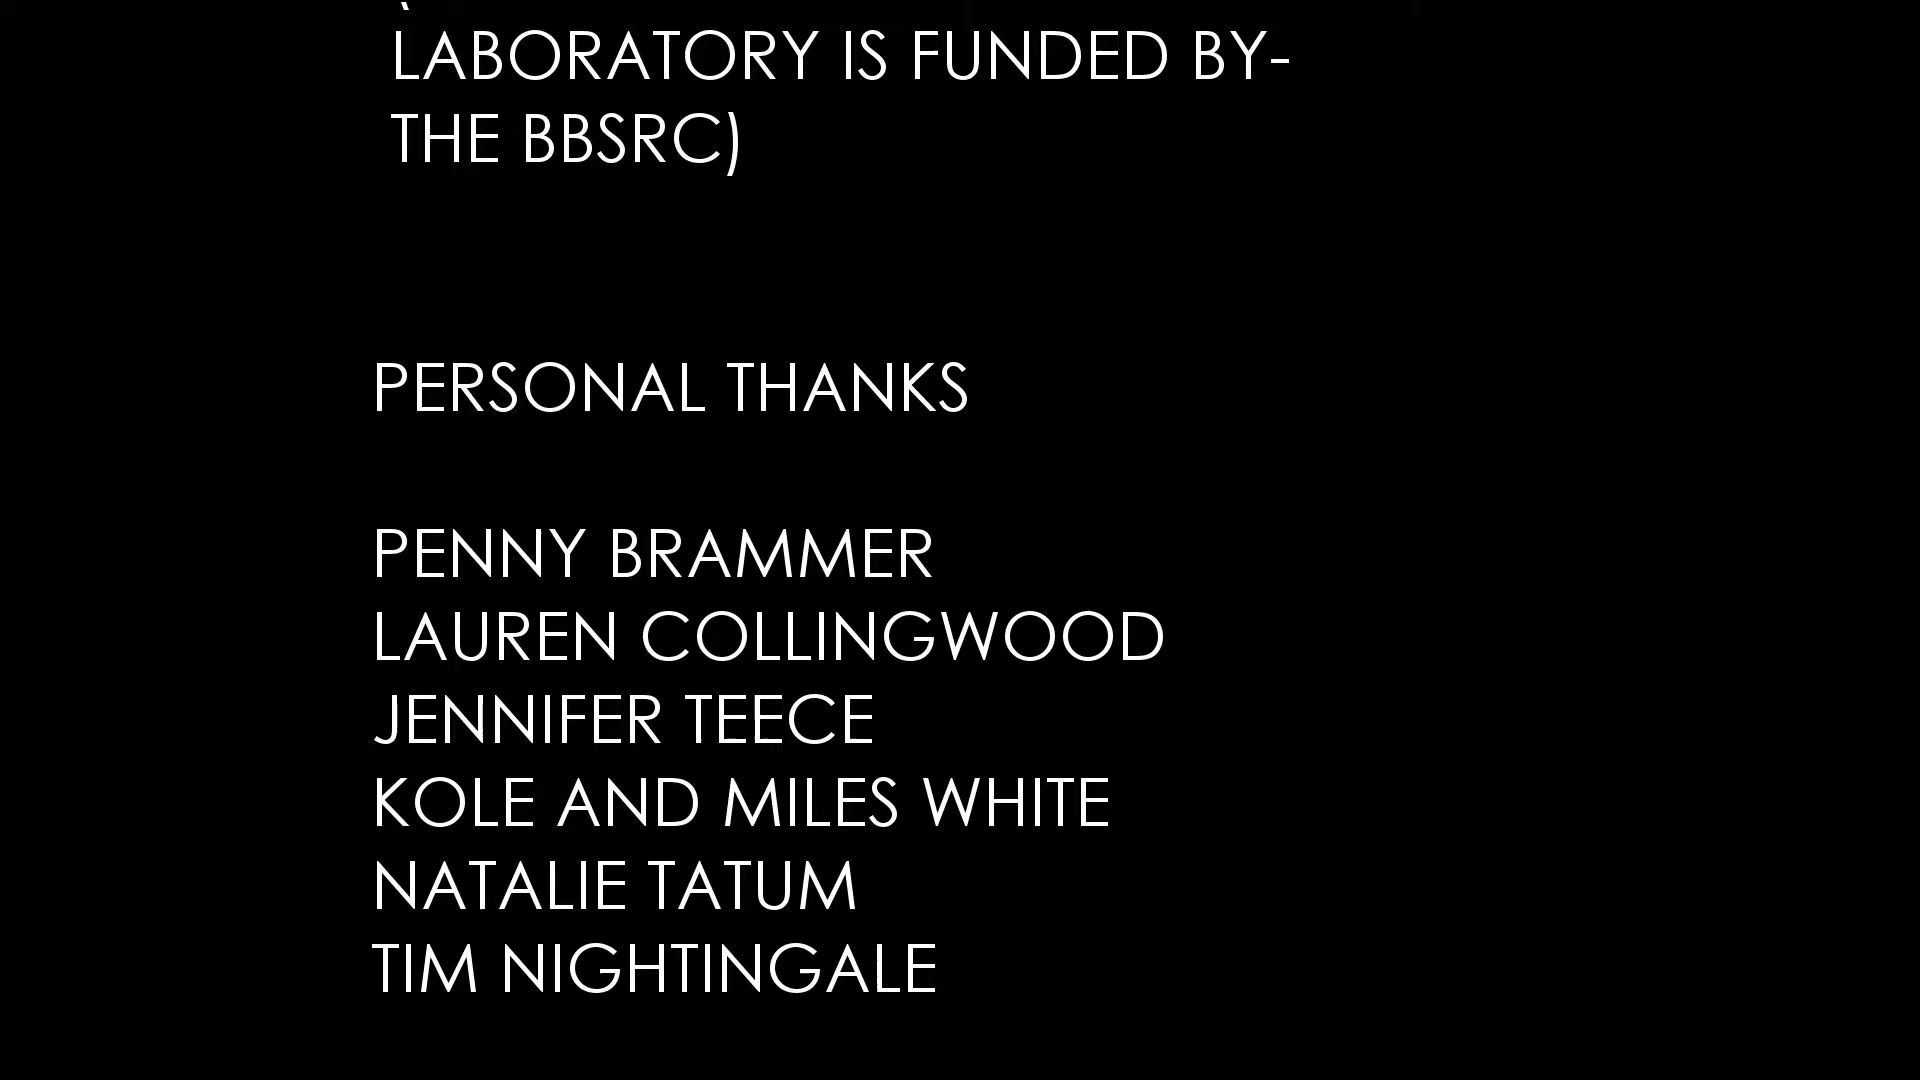 LABORATORY IS FUNDED BY-
THE BBSRC)
PERSONAL THANKS
PENNY BRAMMER
LAUREN COLLINGWOOD
JENNIFER TEECE
KOLE AND MILES WHITE
NATALIE TATUM
TIM NIGHTINGALE